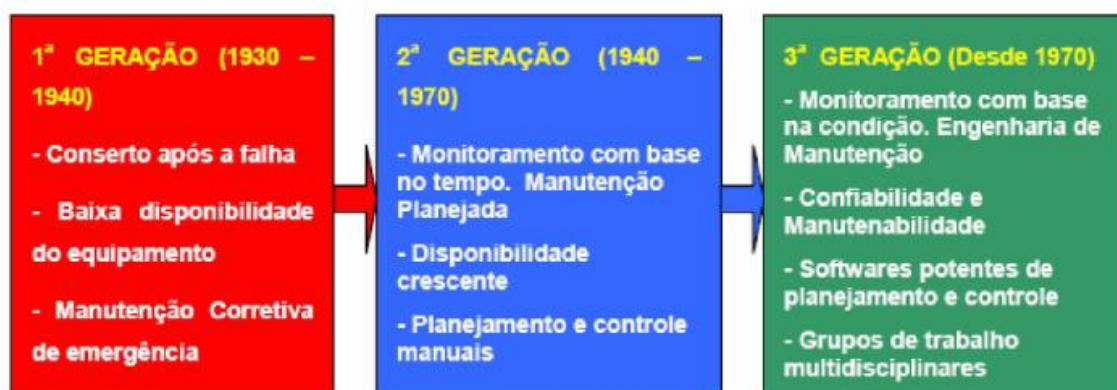 1ª GERAÇÃO (1930 –
1940)
- Conserto após a falha
- Baixa disponibilidade
do equipamento
- Manutenção Corretiva
de emergência
2ª GERAÇÃO (1940 –
1970)
- Monitoramento com base
no tempo. Manutenção
Planejada
- Disponibilidade
crescente
- Planejamento e controle
manuais
3ª GERAÇÃO (Desde 1970)
- Monitoramento com base
na condição. Engenharia de
Manutenção
- Confiabilidade e
Manutenabilidade
- Softwares potentes de
planejamento e controle
- Grupos de trabalho
multidisciplinares